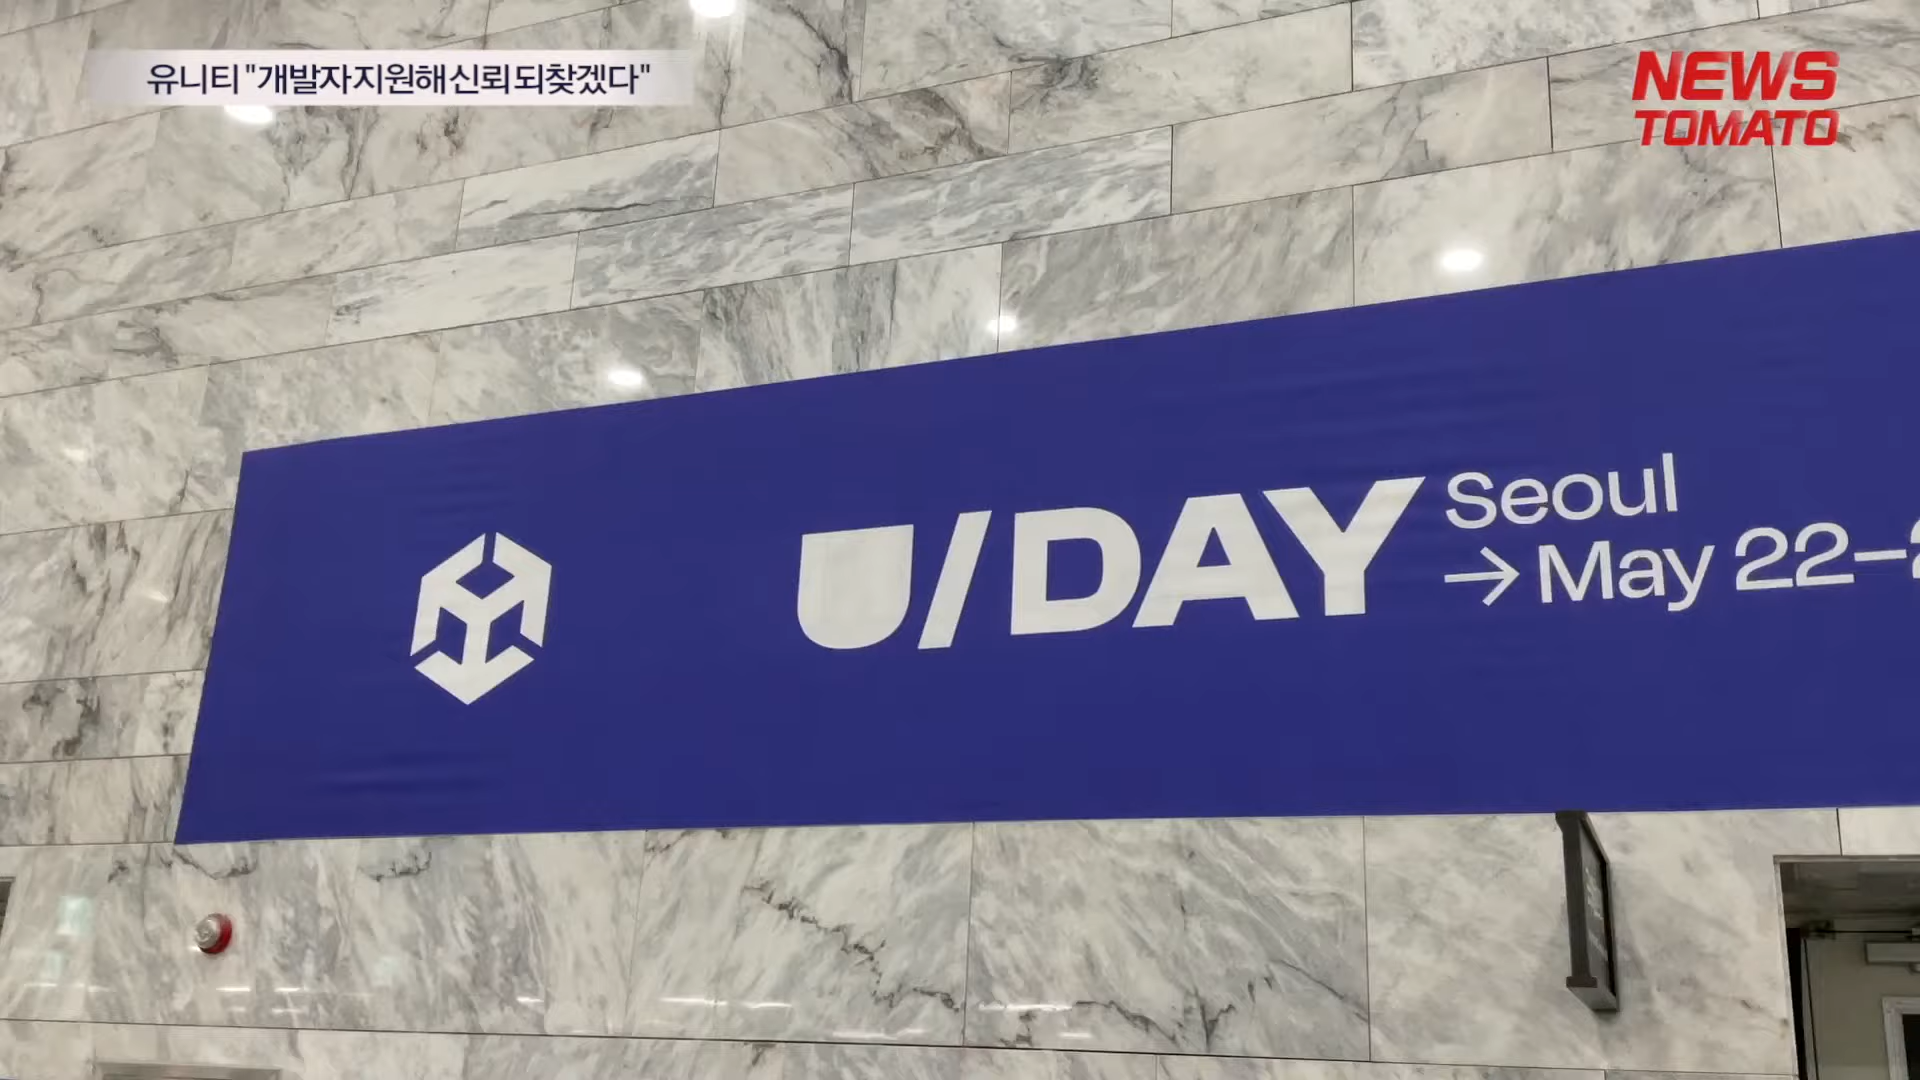 유니티 "개발자 지원해 신뢰 되찾겠다"
NEWS
TOMATO
U/DAY
Seoul
→ May 22–